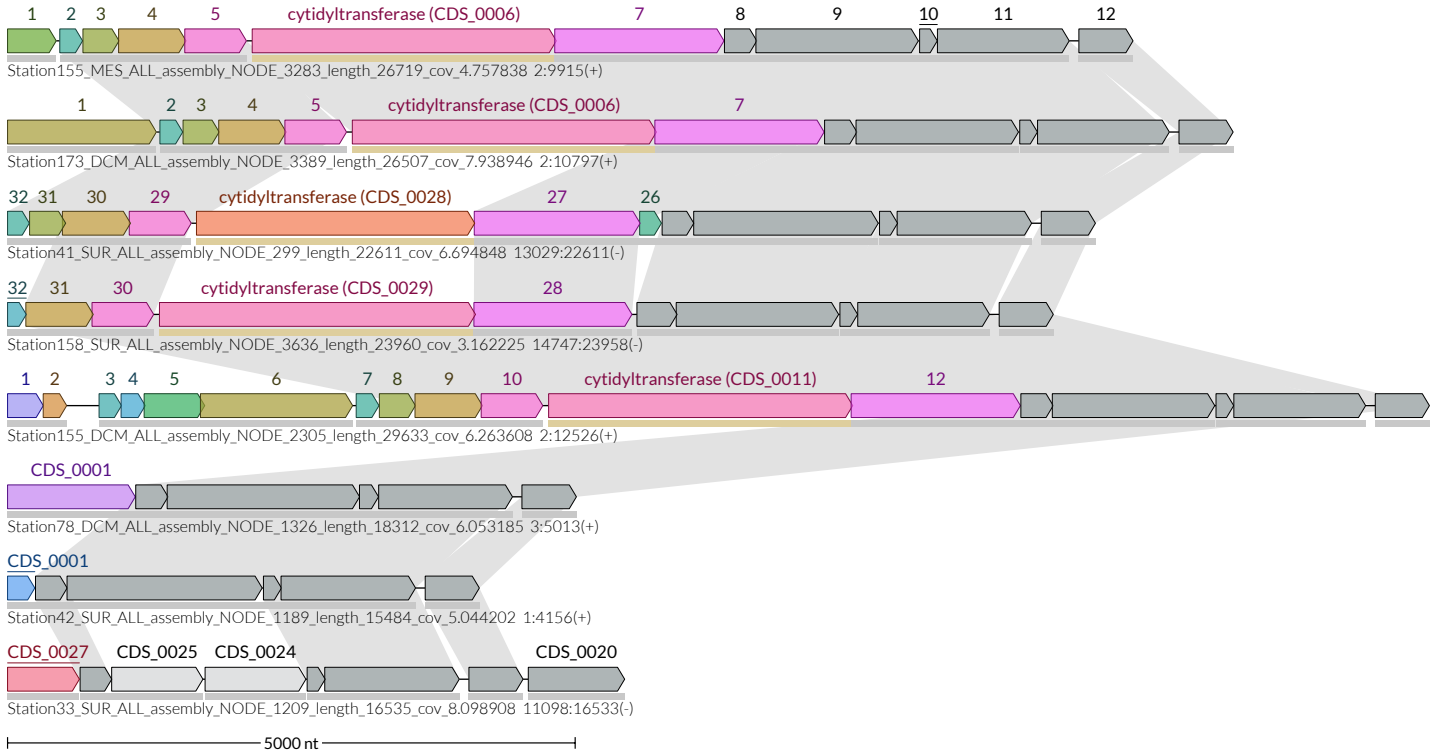 1 2 3 4 5 cytidyltransferase (CDS_0006) 7 8 9 10 11 12
Station155_MES_ALL_assembly_NODE_3283_length_26719_cov_4.757838 2:9915(+)
1 2 3 4 5 cytidyltransferase (CDS_0006) 7
Station173_DCM_ALL_assembly_NODE_3389_length_26507_cov_7.938946 2:10797(+)
32 31 30 29 cytidyltransferase (CDS_0028) 27 26
Station41_SUR_ALL_assembly_NODE_299_length_22611_cov_6.694848 13029:22611(-)
32 31 30 cytidyltransferase (CDS_0029) 28
Station158_SUR_ALL_assembly_NODE_3636_length_23960_cov_3.162225 14747:23958(-)
1 2 3 4 5 6 7 8 9 10 cytidyltransferase (CDS_0011) 12
Station155_DCM_ALL_assembly_NODE_2305_length_29633_cov_6.263608 2:12526(+)
CDS_0001
Station78_DCM_ALL_assembly_NODE_1326_length_18312_cov_6.053185 3:5013(+)
CDS_0001
Station42_SUR_ALL_assembly_NODE_1189_length_15484_cov_5.044202 1:4156(+)
CDS_0027 CDS_0025 CDS_0024 CDS_0020
Station33_SUR_ALL_assembly_NODE_1209_length_16535_cov_8.098908 11098:16533(-)
5000 nt